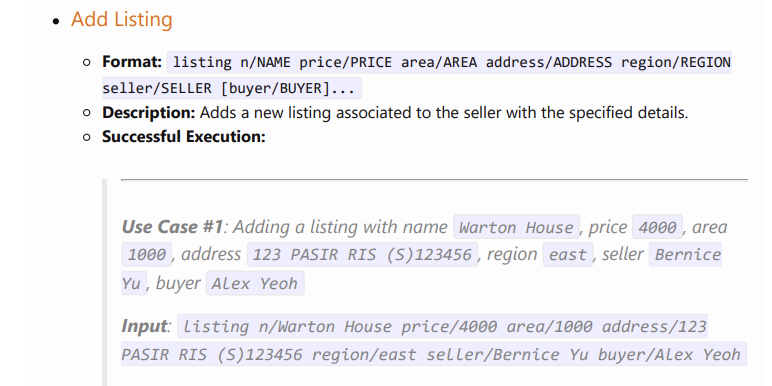 Add Listing
Format: listing n/NAME price/PRICE area/AREA address/ADDRESS region/REGION
seller/SELLER [buyer/BUYER]...
Description: Adds a new listing associated to the seller with the specified details.
Successful Execution:
Use Case #1: Adding a listing with name Warton House, price 4000, area
1000, address 123 PASIR RIS (S)123456, region east, seller Bernice
Yu, buyer Alex Yeoh
Input: listing n/Warton House price/4000 area/1000 address/123
PASIR RIS (S)123456 region/east seller/Bernice Yu buyer/Alex Yeoh